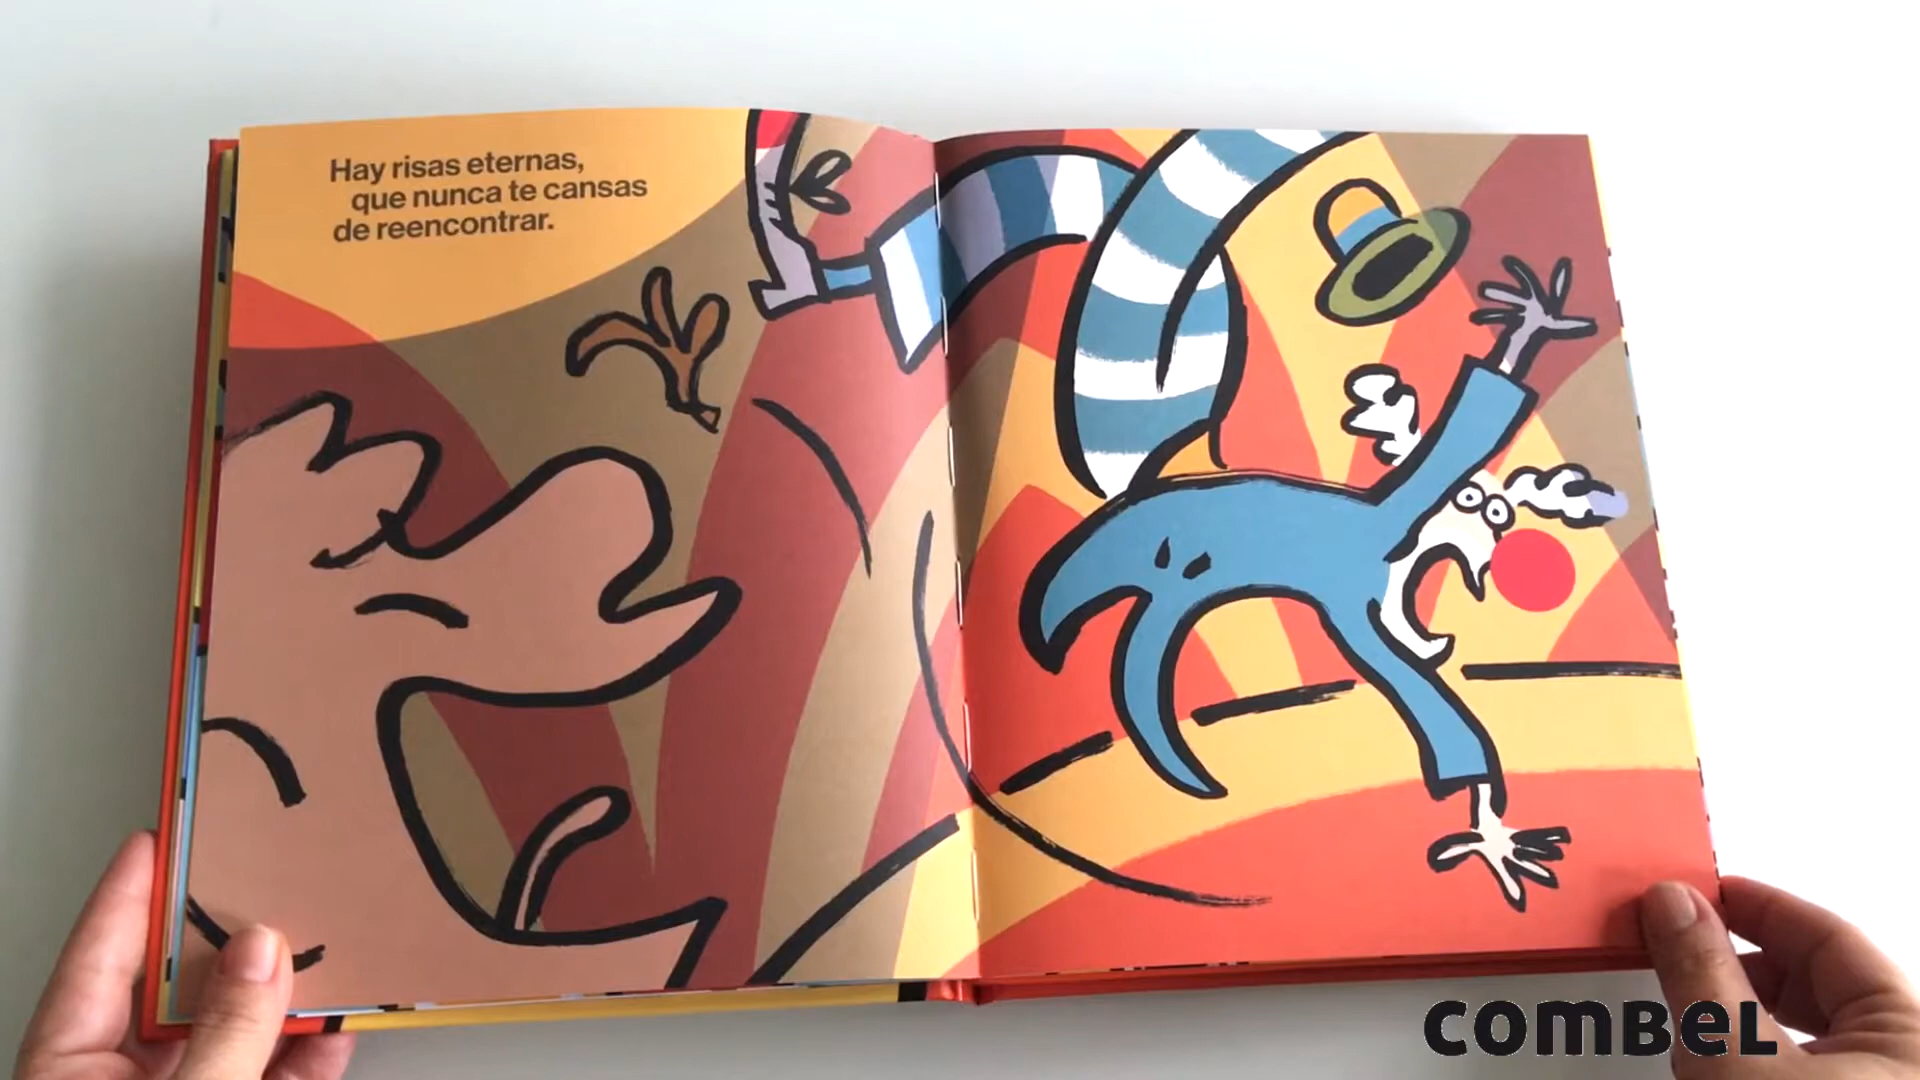 Hay risas eternas,
que nunca te cansas
de reencontrar.
comBeL